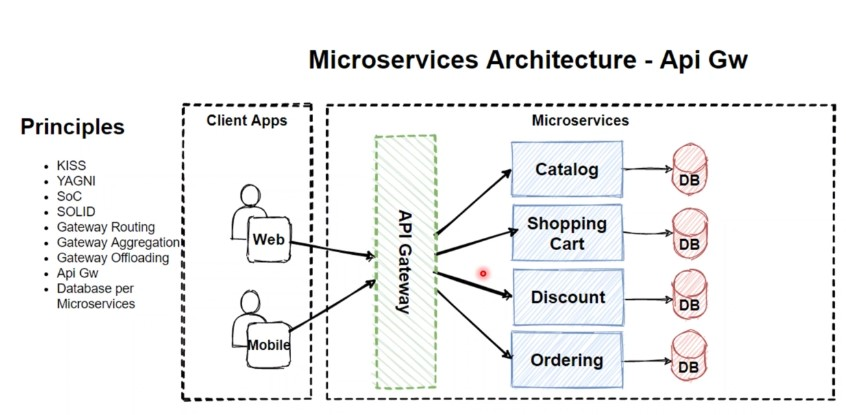 Microservices Architecture - Api Gw
Principles
KISS
YAGNI
SoC
SOLID
Gateway Routing
Gateway Aggregation
Gateway Offloading
Api Gw
Database per
Microservices
Client Apps
Web
Mobile
API Gateway
Microservices
Catalog
DB
Shopping
Cart
DB
Discount
DB
Ordering
DB